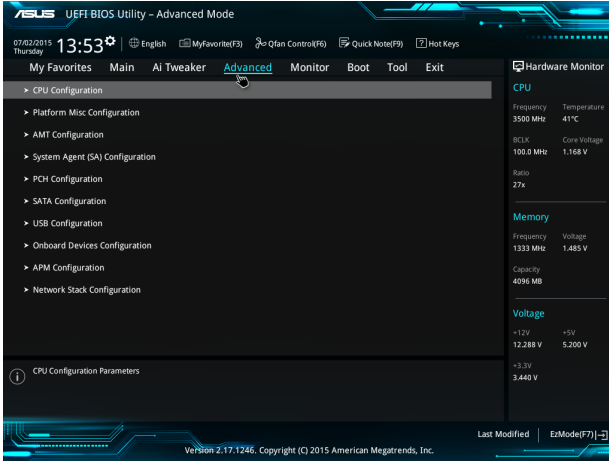 ASUS UEFI BIOS Utility – Advanced Mode
07/02/2015 Thursday 13:53 English MyFavorite(F3) Qfan Control(F6) Quick Note(F9) ? Hot Keys
My Favorites Main Ai Tweaker Advanced Monitor Boot Tool Exit
> CPU Configuration
> Platform Misc Configuration
> AMT Configuration
> System Agent (SA) Configuration
> PCH Configuration
> SATA Configuration
> USB Configuration
> Onboard Devices Configuration
> APM Configuration
> Network Stack Configuration
i CPU Configuration Parameters
Hardware Monitor
CPU
Frequency Temperature
3500 MHz 41°C
BCLK Core Voltage
100.0 MHz 1.168 V
Ratio
27x
Memory
Frequency Voltage
1333 MHz 1.485 V
Capacity
4096 MB
Voltage
+12V +5V
12.288 V 5.200 V
+3.3V
3.440 V
Last Modified EzMode(F7)
Version 2.17.1246. Copyright (C) 2015 American Megatrends, Inc.